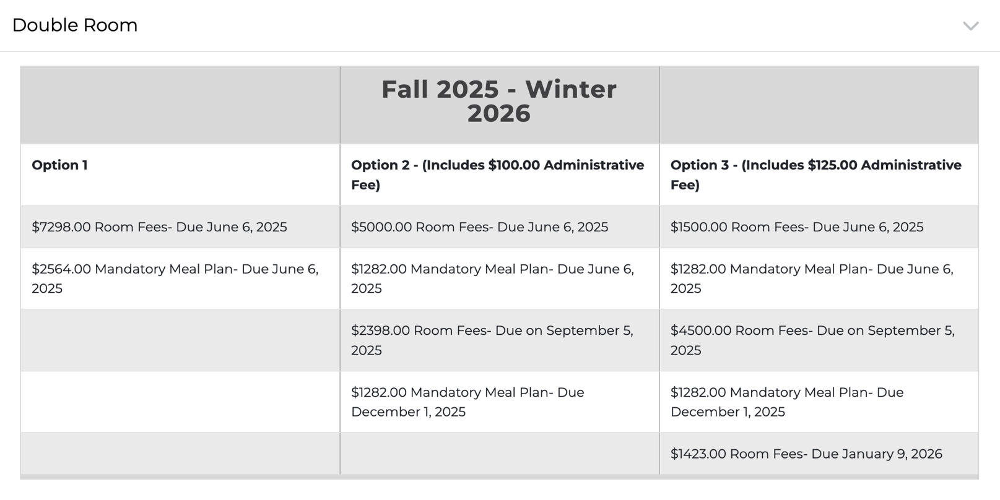 Double Room
Fall 2025 - Winter
2026
Option 1
Option 2 - (Includes $100.00 Administrative
Fee)
Option 3 - (Includes $125.00 Administrative
Fee)
$7298.00 Room Fees- Due June 6, 2025
$5000.00 Room Fees- Due June 6, 2025
$1500.00 Room Fees- Due June 6, 2025
$2564.00 Mandatory Meal Plan- Due June 6,
2025
$1282.00 Mandatory Meal Plan- Due June 6,
2025
$1282.00 Mandatory Meal Plan- Due June 6,
2025
$2398.00 Room Fees- Due on September 5,
2025
$4500.00 Room Fees- Due on September 5,
2025
$1282.00 Mandatory Meal Plan- Due
December 1, 2025
$1282.00 Mandatory Meal Plan- Due
December 1, 2025
$1423.00 Room Fees- Due January 9, 2026